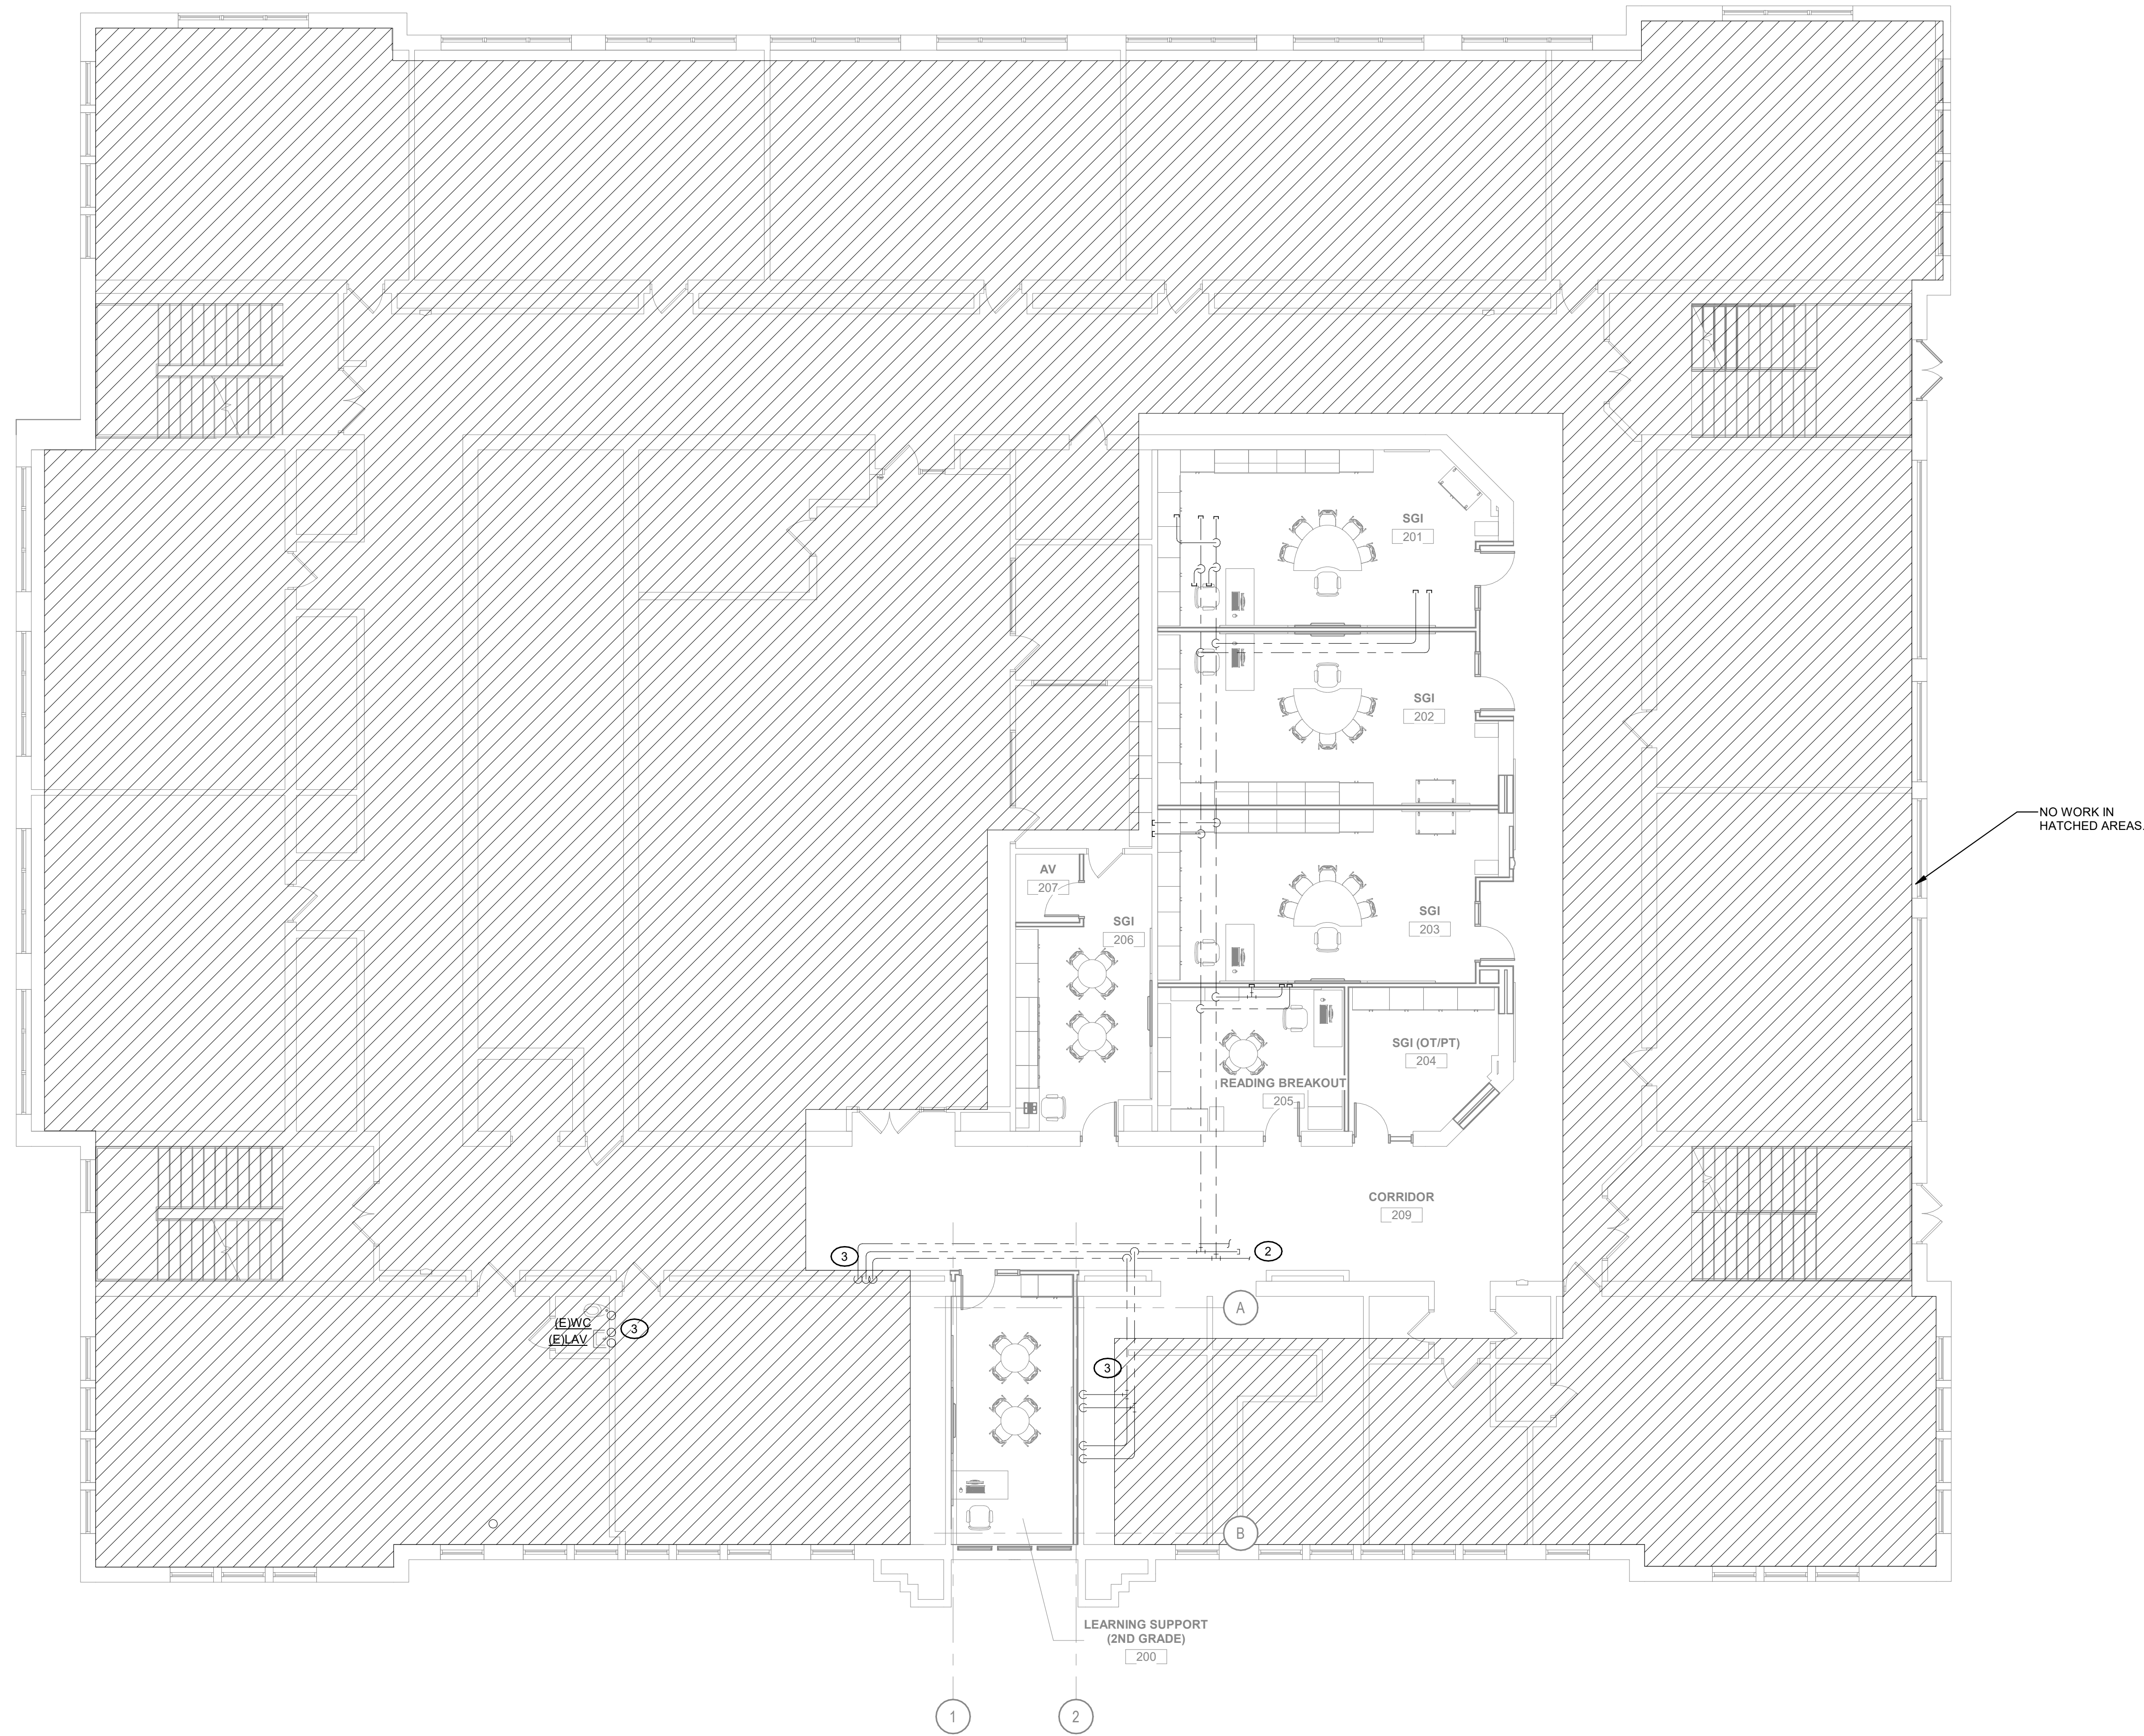 SGI
201
SGI
202
NO WORK IN
HATCHED AREAS.
AV
207
SGI
206
SGI
203
SGI (OT/PT)
204
READING BREAKOUT
205
CORRIDOR
209
3
2
A
(E)WC
(E)LAV
3
3
B
LEARNING SUPPORT
(2ND GRADE)
200
1
2